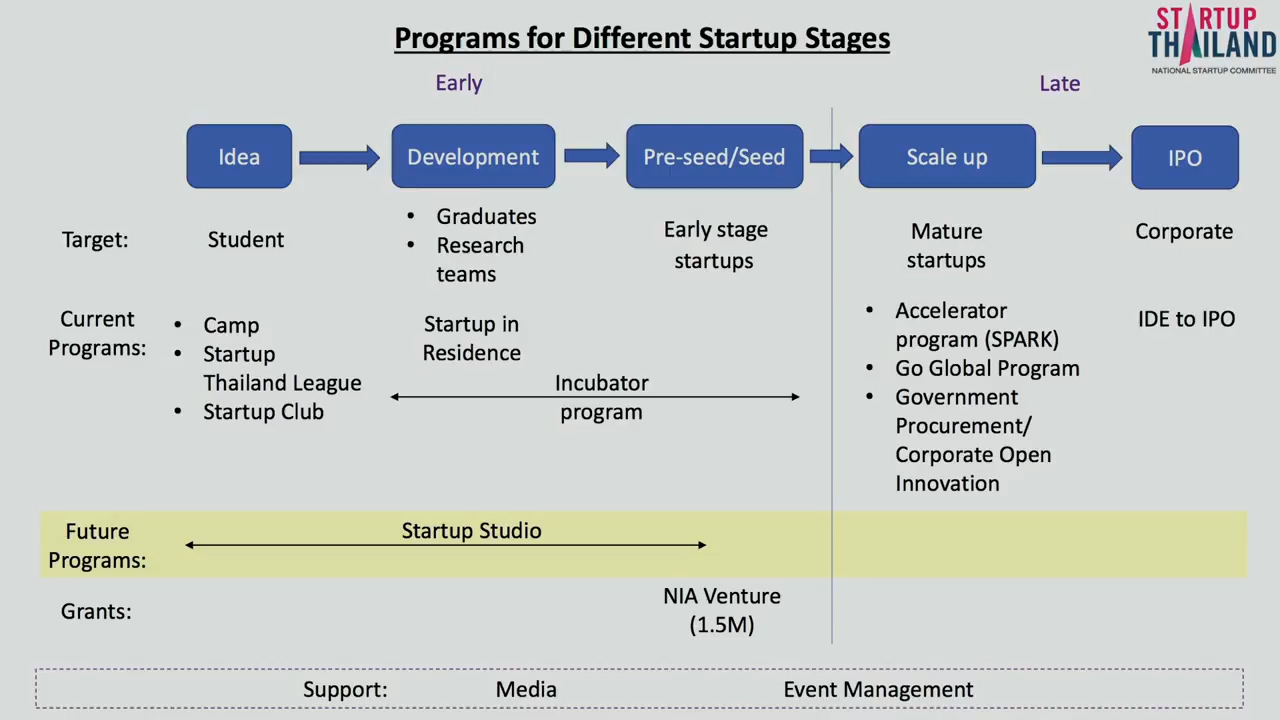 Programs for Different Startup Stages
STARTUP
THAILAND
NATIONAL STARTUP COMMITTEE
Early
Late
Idea
Development
Pre-seed/Seed
Scale up
IPO
Target:
Student
• Graduates
• Research
teams
Early stage
startups
Mature
startups
Corporate
Current
Programs:
• Camp
• Startup
Thailand League
• Startup Club
Startup in
Residence
Incubator
program
• Accelerator
program (SPARK)
• Go Global Program
• Government
Procurement/
Corporate Open
Innovation
IDE to IPO
Future
Programs:
Startup Studio
Grants:
NIA Venture
(1.5M)
Support:
Media
Event Management